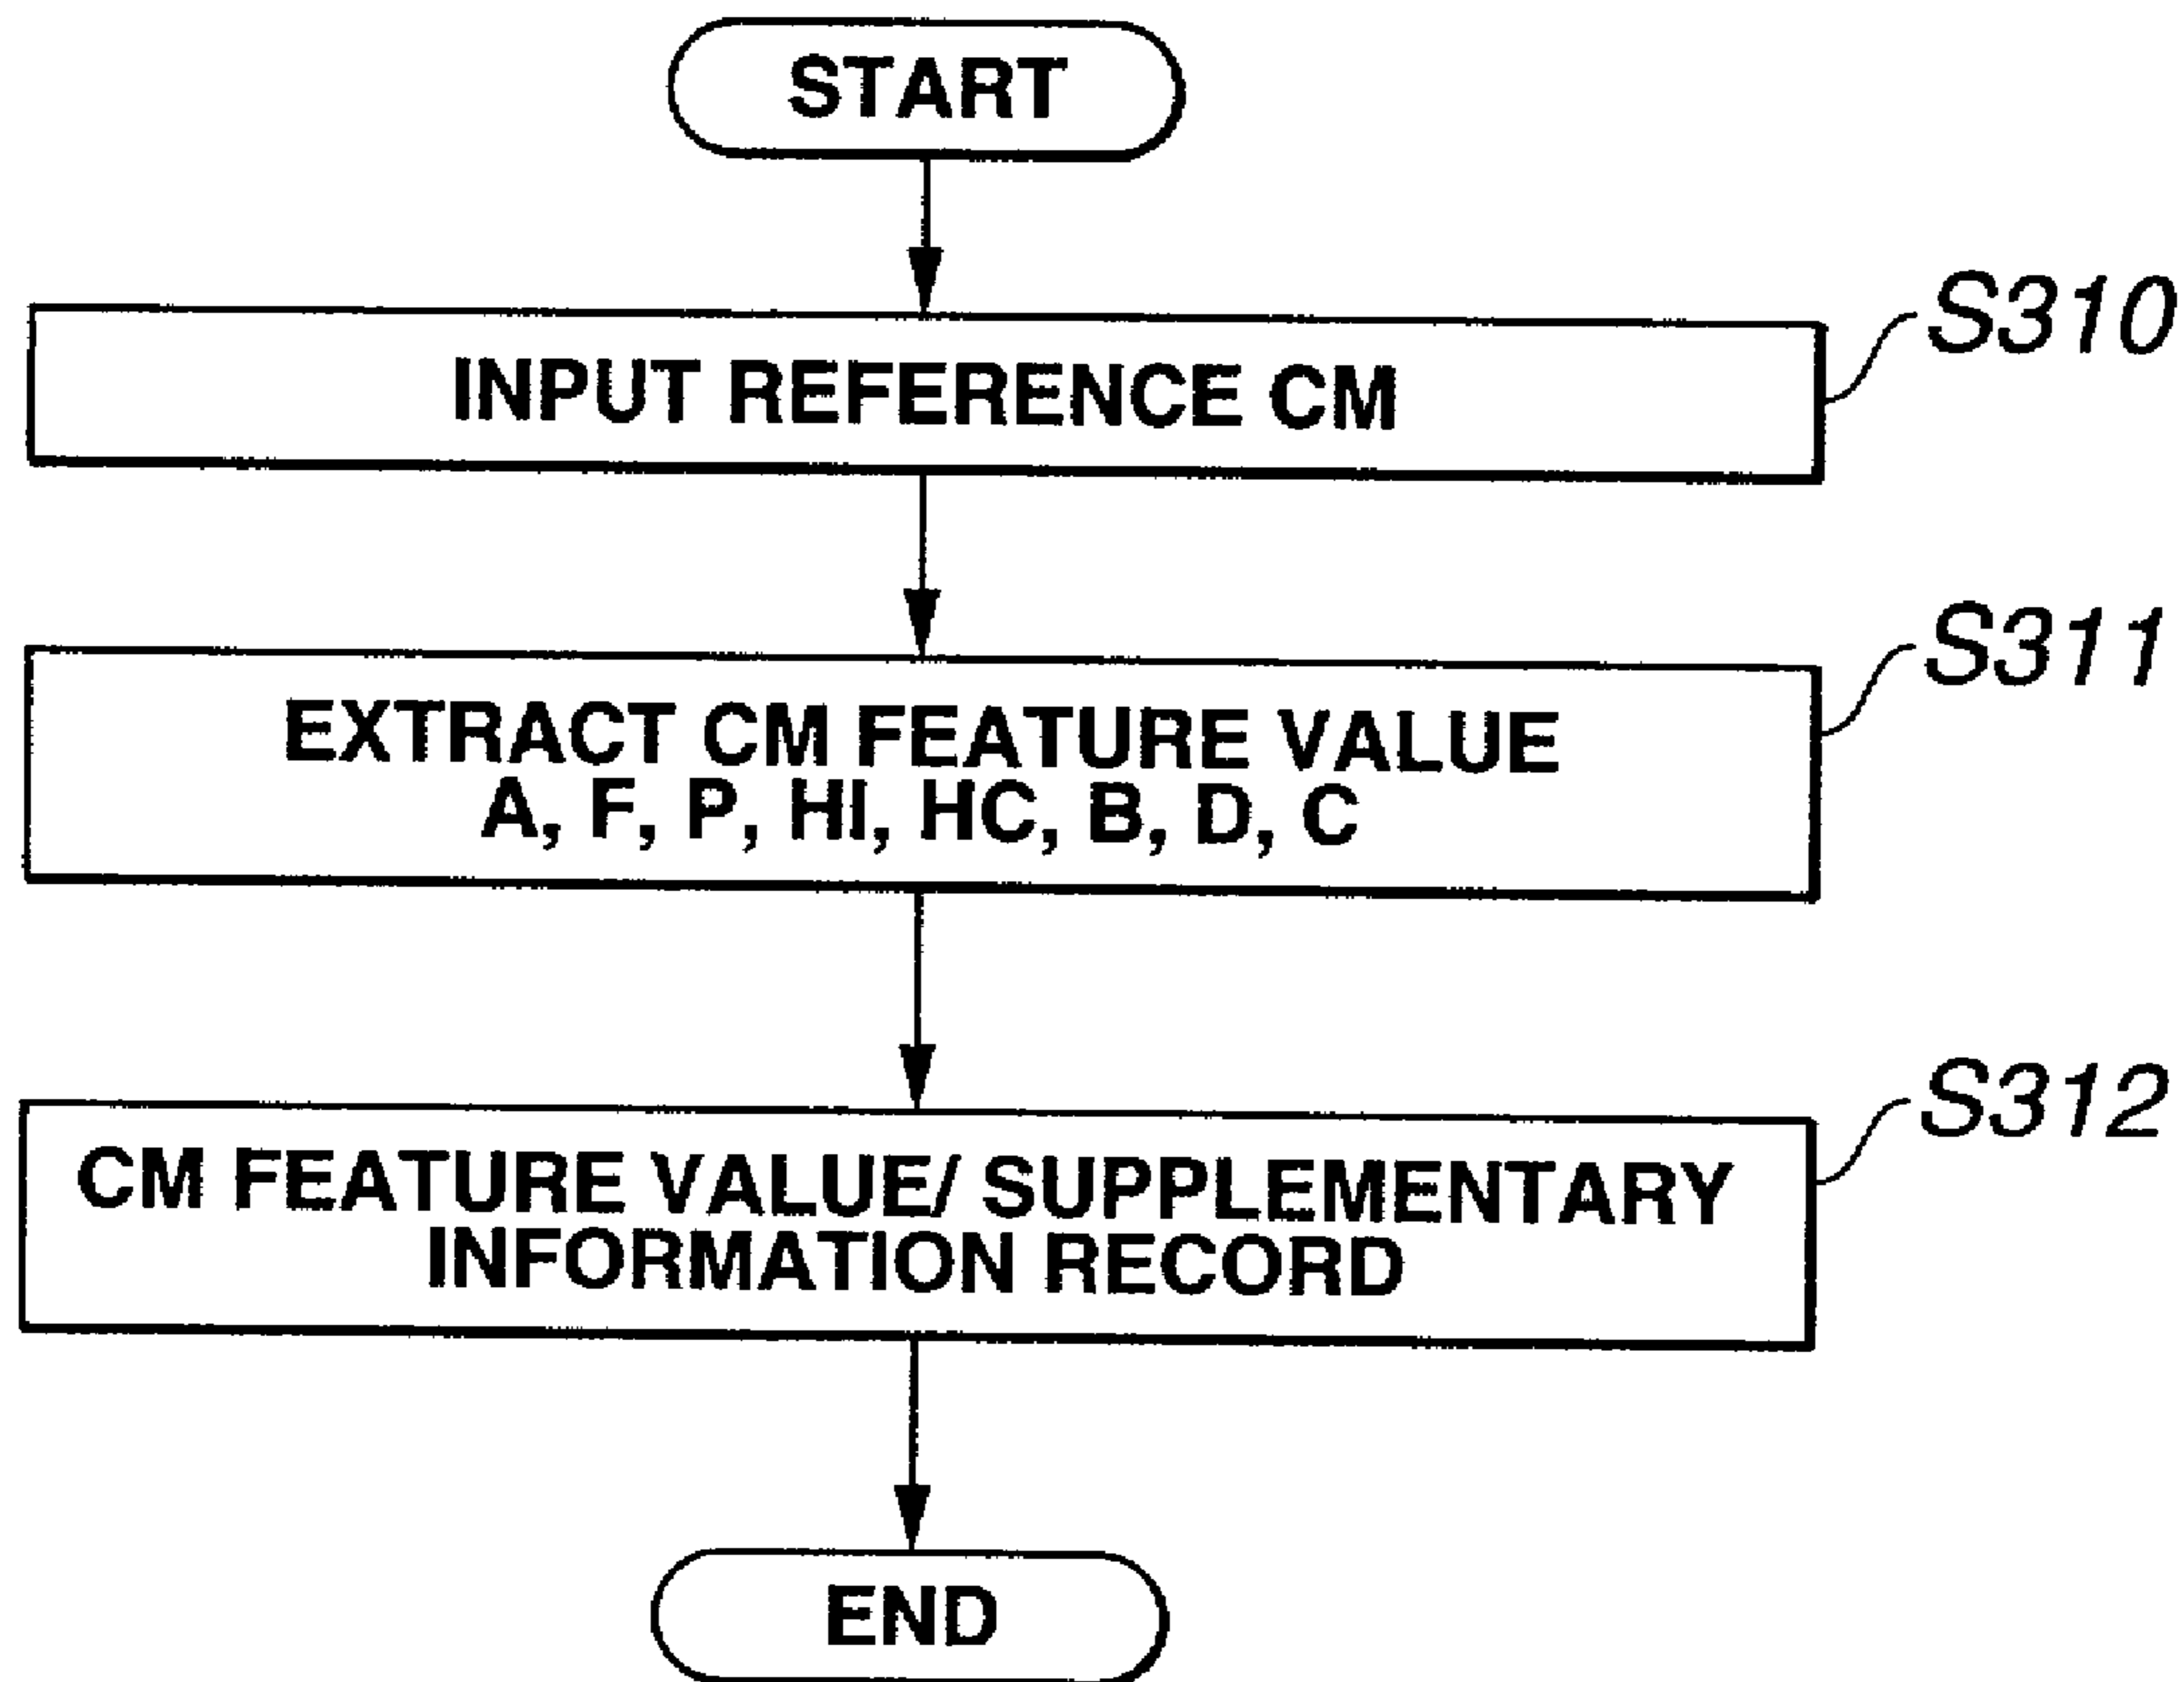 START
S310
INPUT REFERENCE CM
S311
EXTRACT CM FEATURE VALUE
A, F, P, HI, HC, B, D, C
S312
CM FEATURE VALUE/ SUPPLEMENTARY
INFORMATION RECORD
END